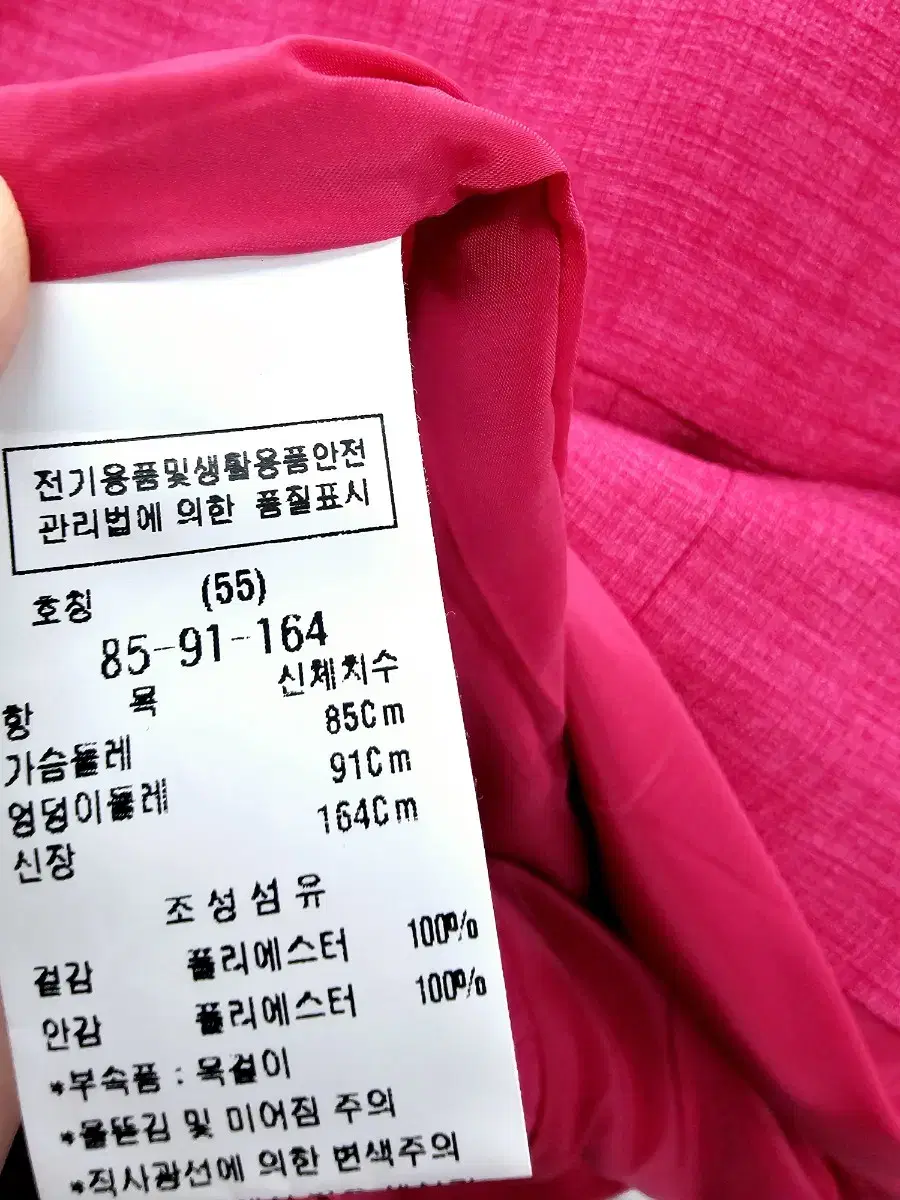 전기용품및생활용품안전
관리법에 의한 품질표시
호칭 (55)
85-91-164
항 목 신체치수
가슴둘레 85Cm
엉덩이둘레 91Cm
신장 164Cm
조성섬유
겉감 폴리에스터 100%
안감 폴리에스터 100%
*부속품 : 목걸이
*올뜯김 및 미어짐 주의
*직사광선에 의한 변색주의